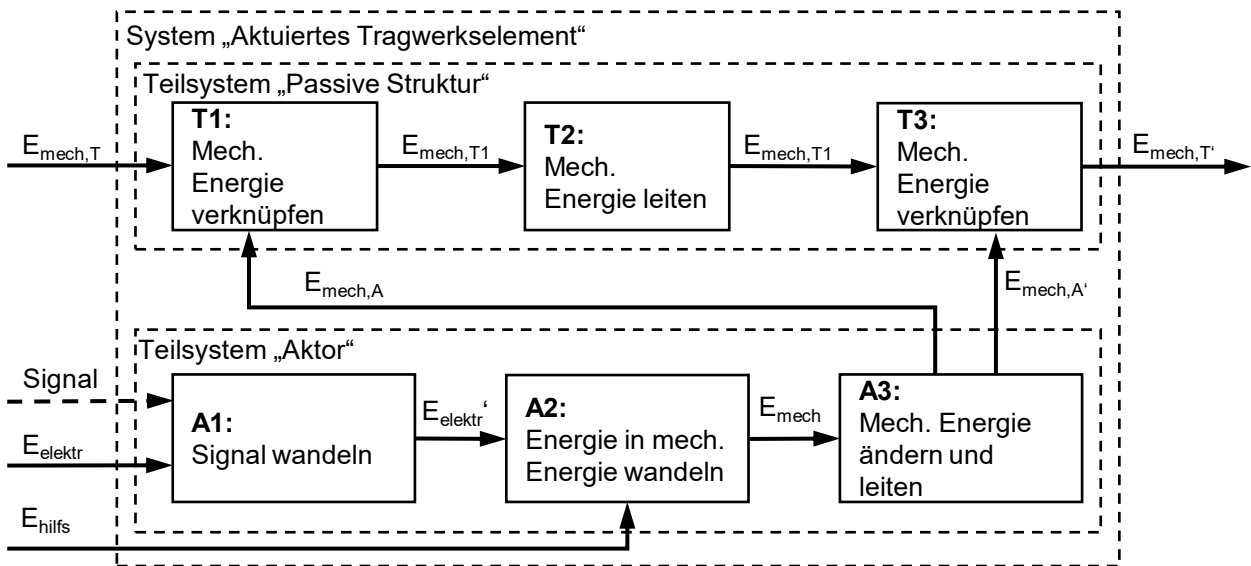 System „Aktuiertes Tragwerkselement“
Teilsystem „Passive Struktur“
E_mech,T
T1:
Mech.
Energie
verknüpfen
E_mech,T1
T2:
Mech.
Energie leiten
E_mech,T1
T3:
Mech.
Energie
verknüpfen
E_mech,T‘
E_mech,A
E_mech,A‘
Teilsystem „Aktor“
Signal
E_elektr
E_hilfs
A1:
Signal wandeln
E_elektr‘
A2:
Energie in mech.
Energie wandeln
E_mech
A3:
Mech. Energie
ändern und
leiten